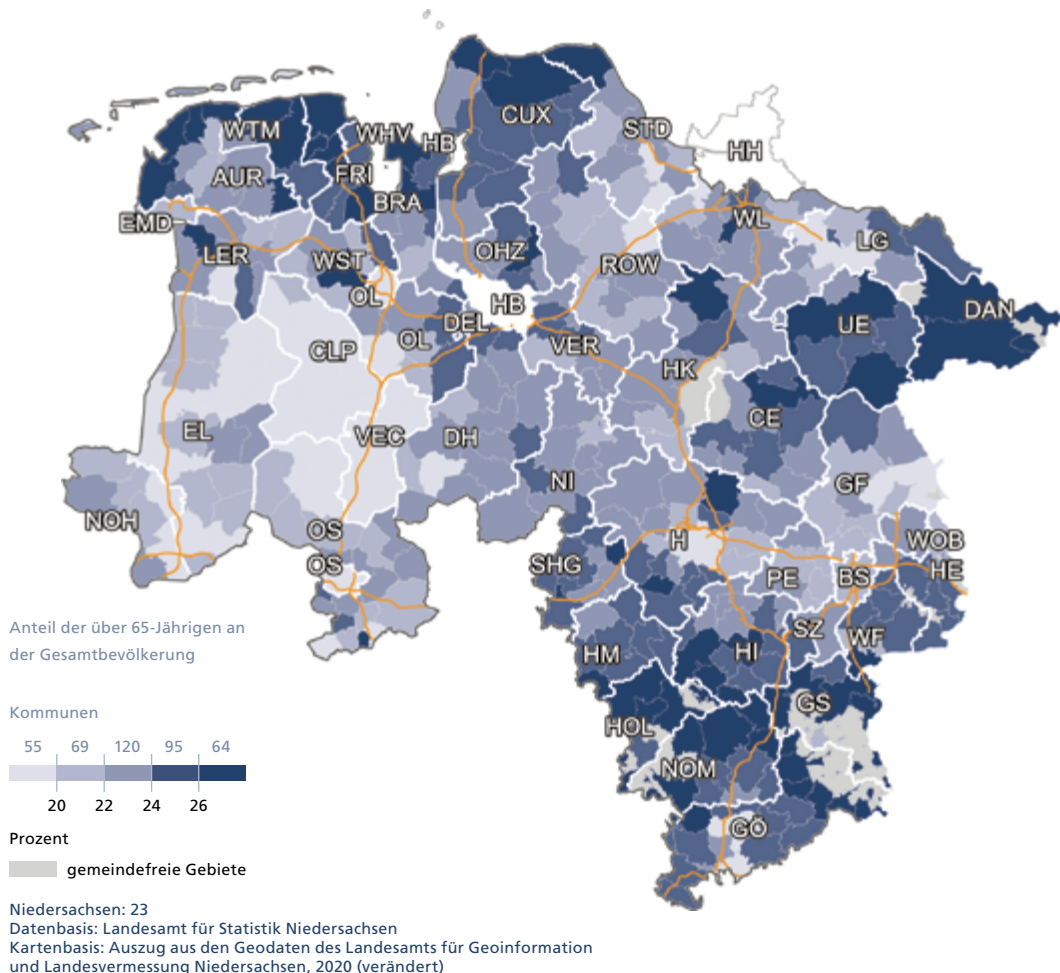 CUX
WTM
WHV
HB
STD
HH
FRI
AUR
BRA
EMD
WL
LG
LER
WST
OHZ
ROW
OL
HB
DAN
DEL
UE
CLP
OL
VER
HK
CE
EL
VEC
DH
NI
GF
NOH
OS
H
WOB
OS
SHG
PE
BS
HE
SZ
WF
HM
HI
GS
HOL
NOM
GÖ
Anteil der über 65-Jährigen an
der Gesamtbevölkerung
Kommunen
55 69 120 95 64
20 22 24 26
Prozent
gemeindefreie Gebiete
Niedersachsen: 23
Datenbasis: Landesamt für Statistik Niedersachsen
Kartenbasis: Auszug aus den Geodaten des Landesamts für Geoinformation
und Landesvermessung Niedersachsen, 2020 (verändert)